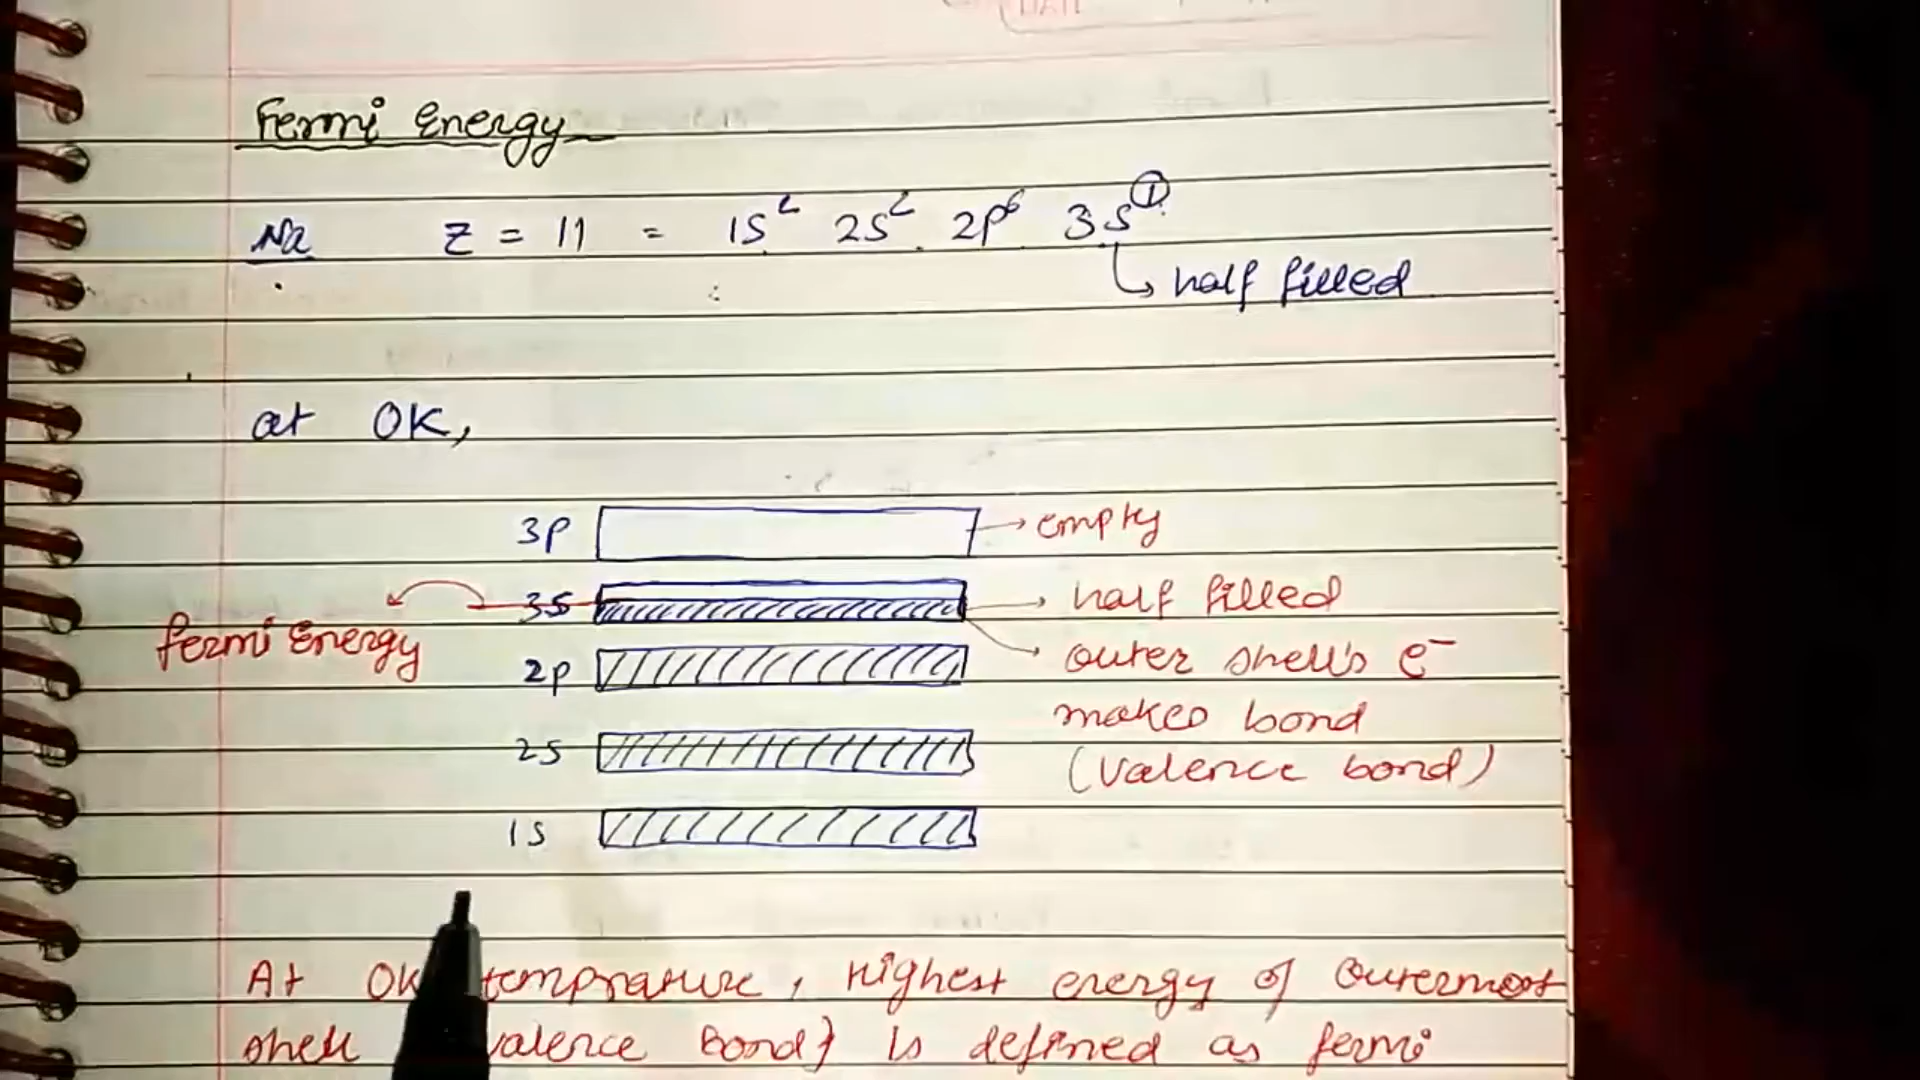 Fermi Energy
Na Z = 11 = 1S² 2S² 2P⁶ 3S¹
half filled
at 0K,
3P → empty
3S → half filled
fermi Energy
2P → outer shell's e⁻
makes bond
2S (valence bond)
1S
At 0K temprature, Highest energy of Outermost
shell valence Bond) is defined as fermi